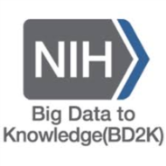 NIH
Big Data to
Knowledge(BD2K)